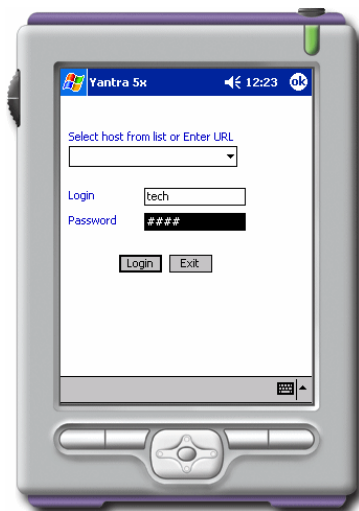 Yantra 5x 12:23 ok
Select host from list or Enter URL
Login tech
Password ####
Login Exit